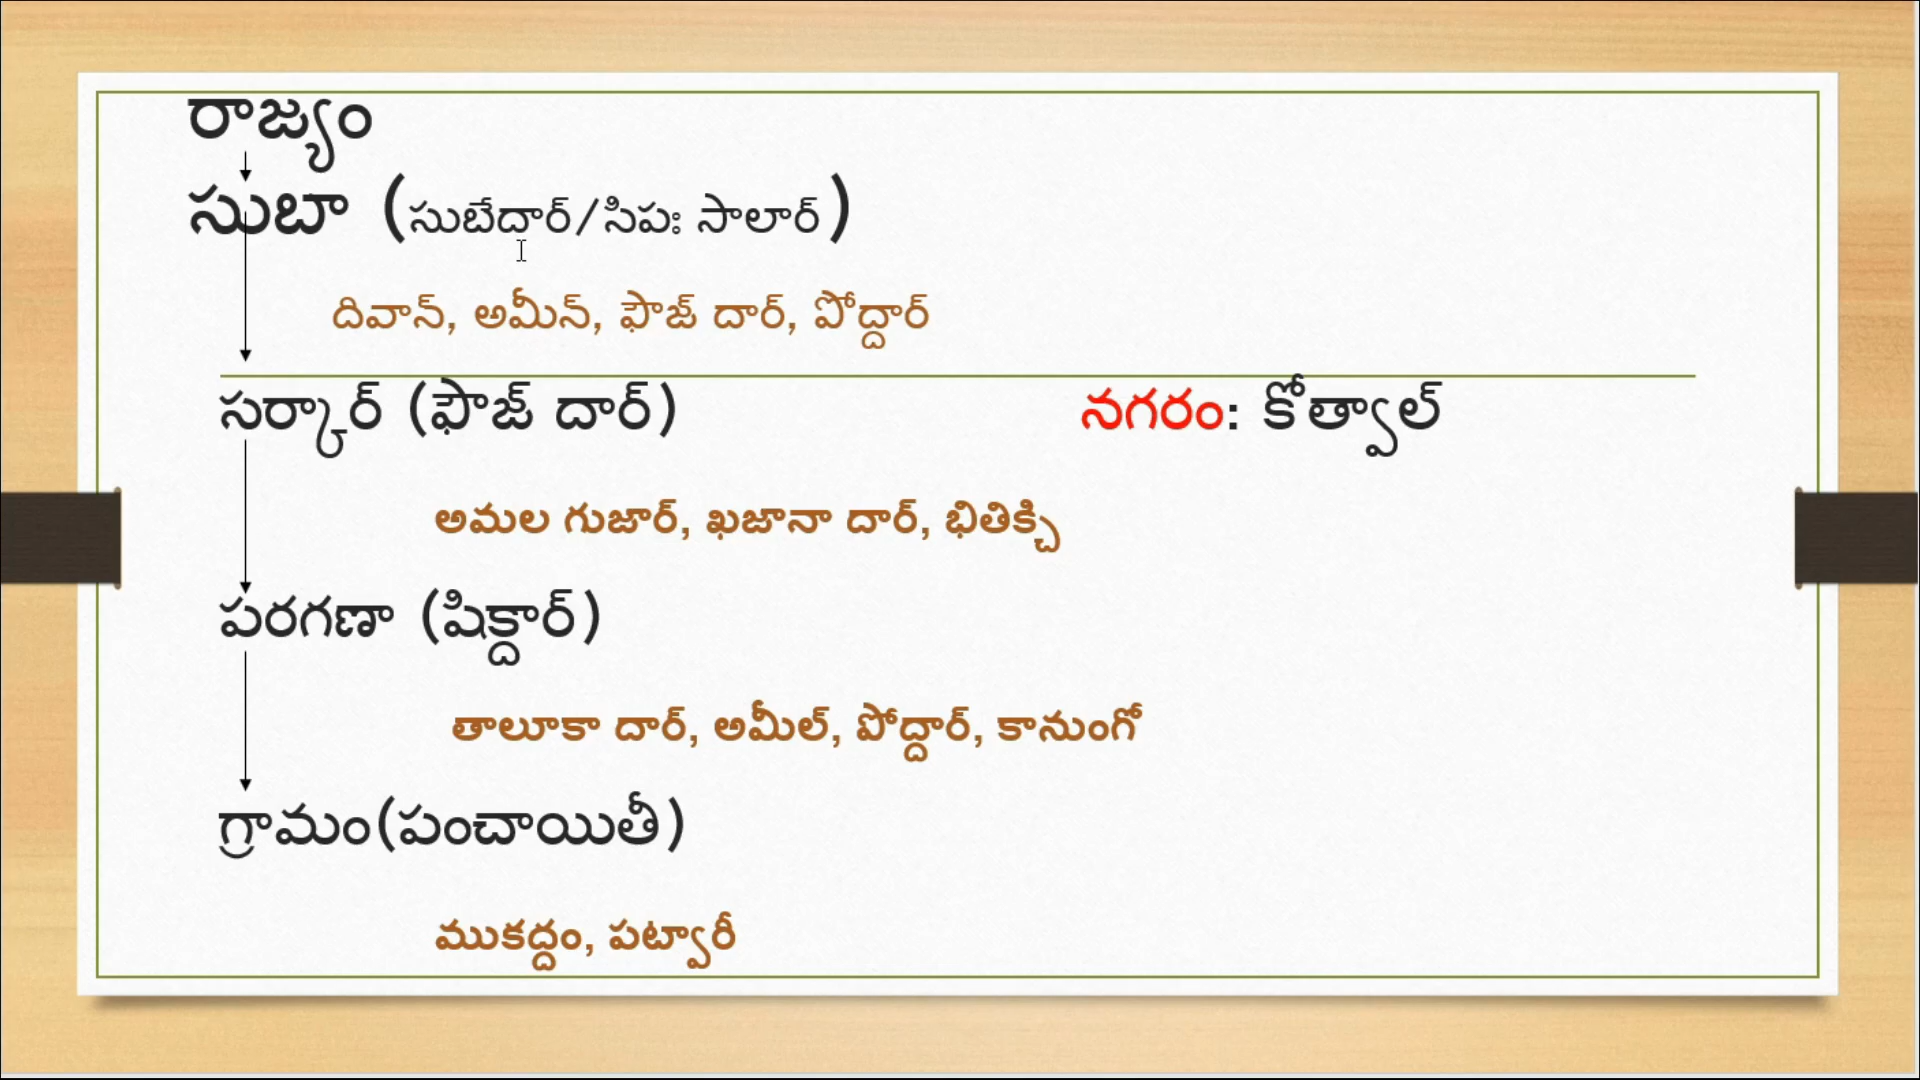 రాజ్యం
సుబా (సుబేదార్/సిపః సాలార్)
దివాన్, అమీన్, ఫౌజ్ దార్, పోద్దార్
సర్కార్ (ఫౌజ్ దార్)
నగరం: కోత్వాల్
అమల గుజార్, ఖజానా దార్, భితిక్చి
పరగణా (షిక్దార్)
తాలూకా దార్, అమీల్, పోద్దార్, కానుంగో
గ్రామం(పంచాయితీ)
ముకద్దం, పట్వారీ